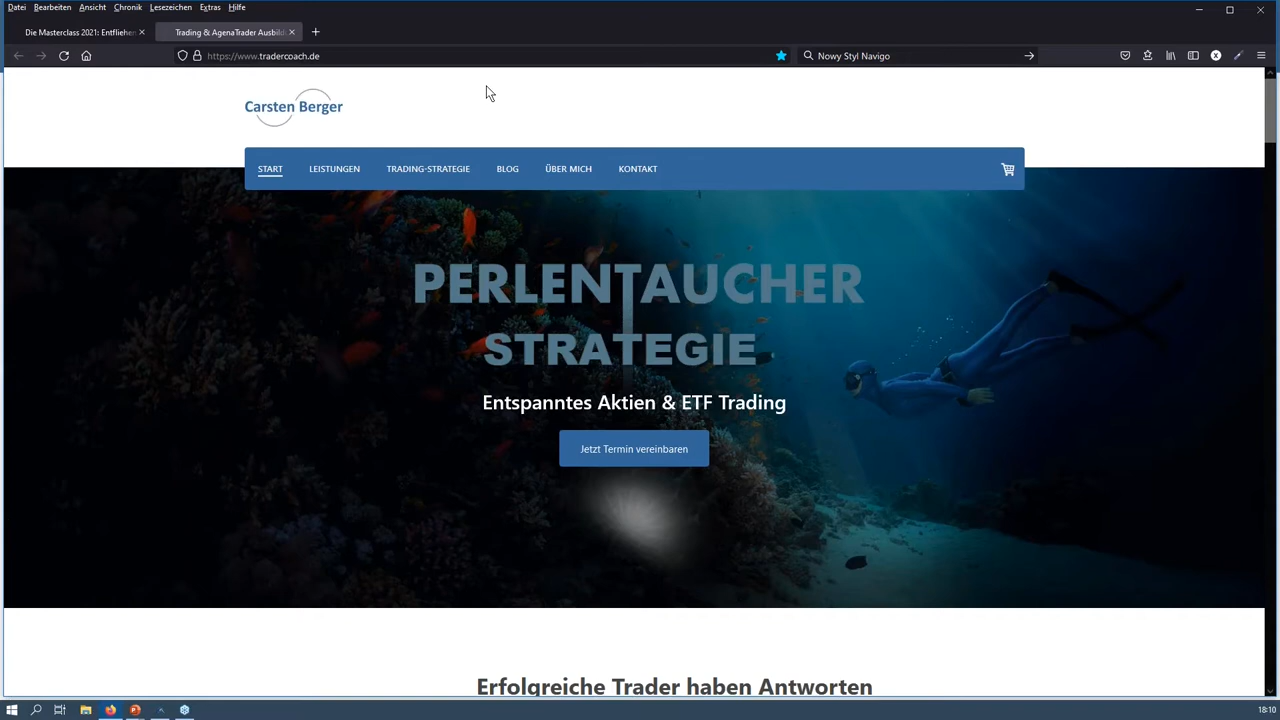 Datei Bearbeiten Ansicht Chronik Lesezeichen Extras Hilfe
Die Masterclass 2021: Entfliehen
Trading & AgenaTrader Ausbild
https://www.tradercoach.de
Nowy Styl Navigo
Carsten Berger
START LEISTUNGEN TRADING-STRATEGIE BLOG ÜBER MICH KONTAKT
PERLENTAUCHER
STRATEGIE
Entspanntes Aktien & ETF Trading
Jetzt Termin vereinbaren
Erfolgreiche Trader haben Antworten
18:10